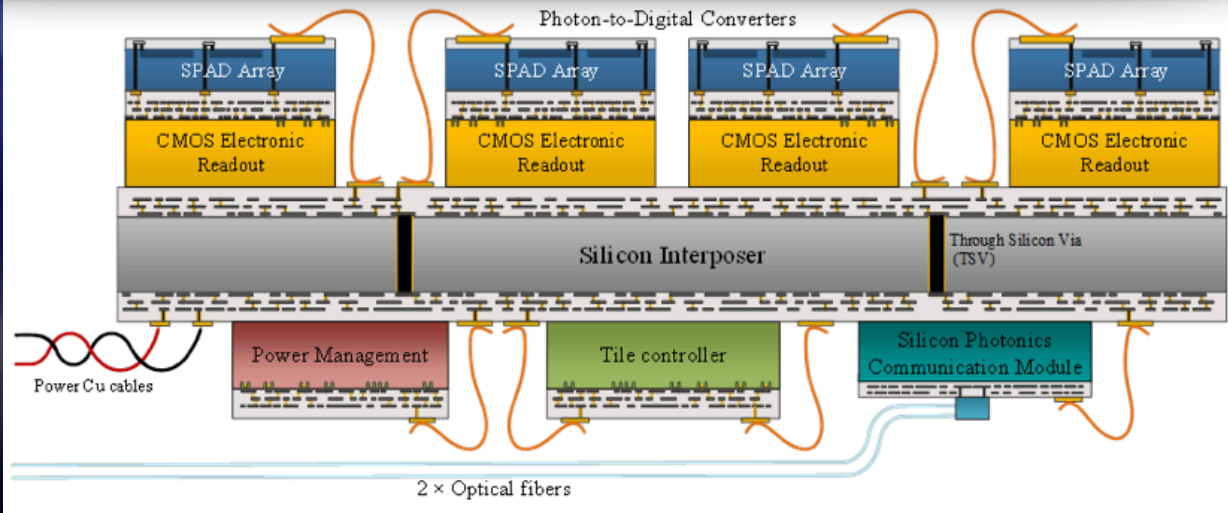 Photon-to-Digital Converters
SPAD Array
SPAD Array
SPAD Array
SPAD Array
CMOS Electronic
Readout
CMOS Electronic
Readout
CMOS Electronic
Readout
CMOS Electronic
Readout
Silicon Interposer
Through Silicon Via
(TSV)
Power Cu cables
Power Management
Tile controller
Silicon Photonics
Communication Module
2 × Optical fibers